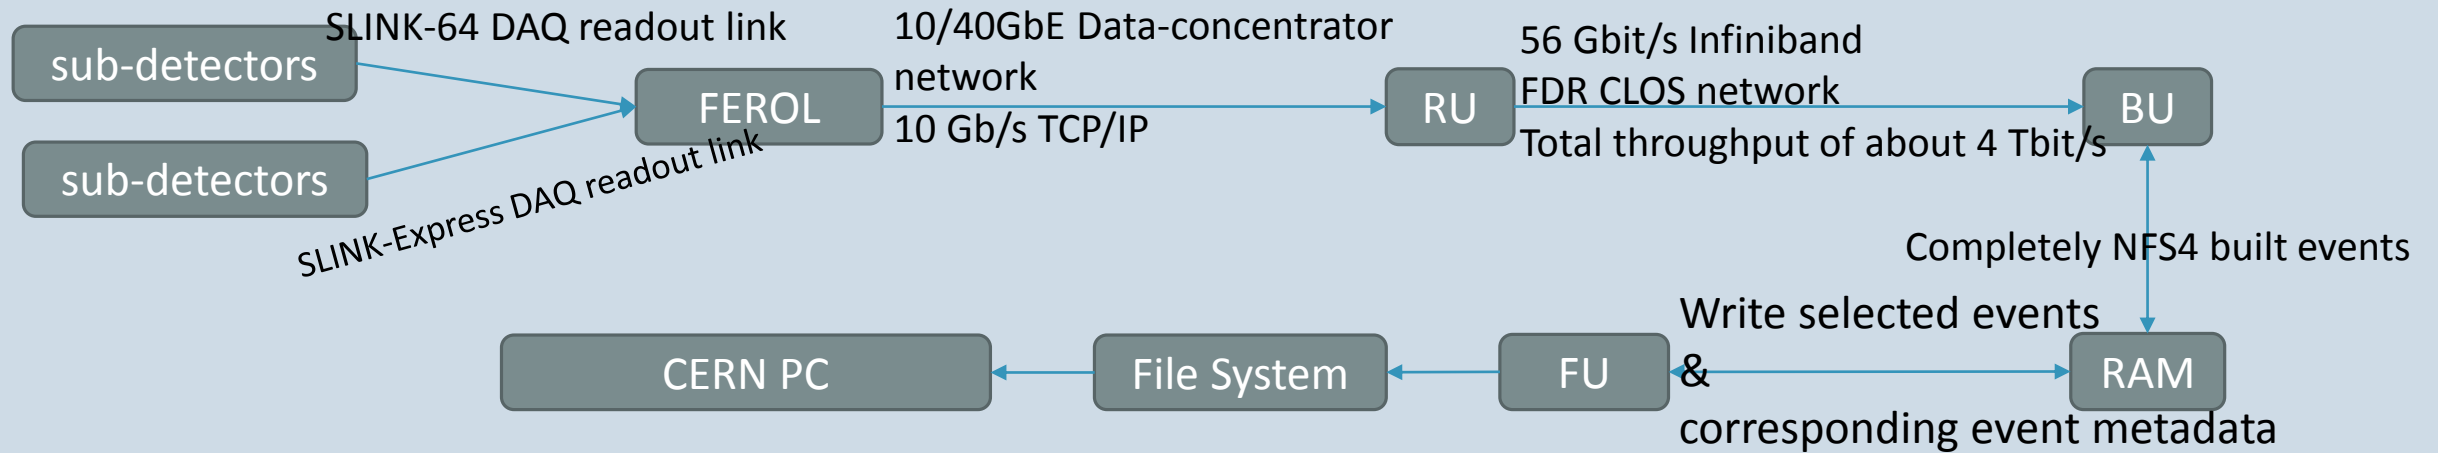 SLINK-64 DAQ readout link
sub-detectors
sub-detectors
SLINK-Express DAQ readout link
FEROL
10/40GbE Data-concentrator
network
10 Gb/s TCP/IP
RU
56 Gbit/s Infiniband
FDR CLOS network
Total throughput of about 4 Tbit/s
BU
Completely NFS4 built events
CERN PC
File System
FU
Write selected events
&
corresponding event metadata
RAM